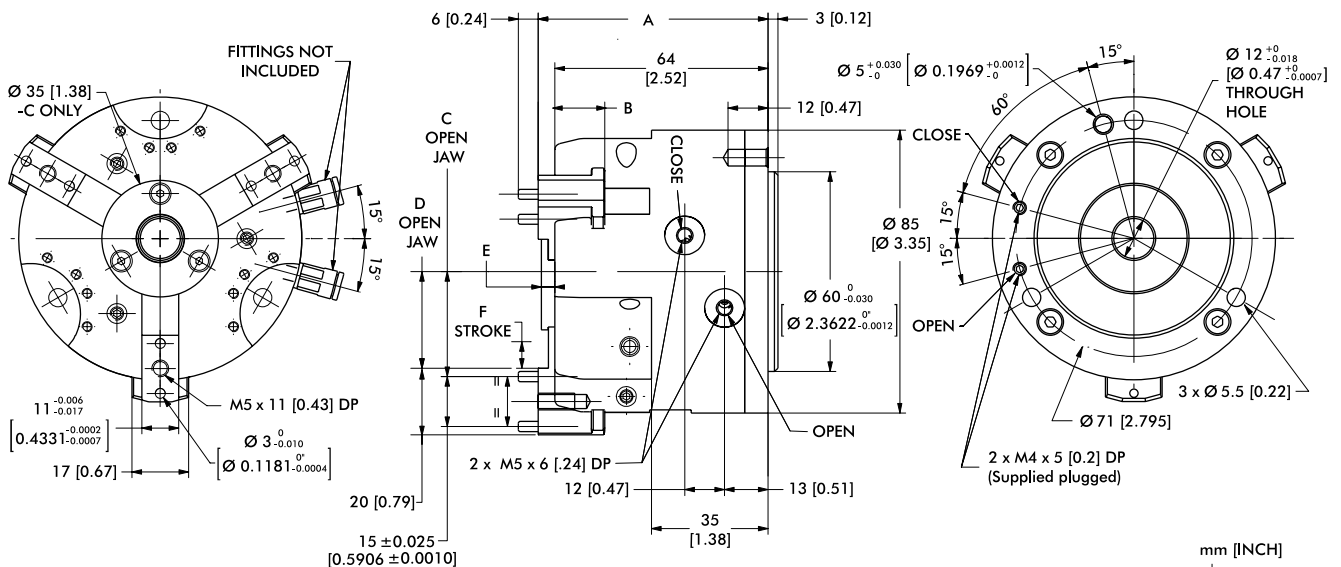 FITTINGS NOT
INCLUDED
Ø 35 [1.38]
-C ONLY
15°
15°
M5 x 11 [0.43] DP
11 -0.006 -0.017
[0.4331 -0.0002 -0.0007]
Ø 3 0 -0.010
[Ø 0.1181 0" -0.0004]
17 [0.67]
6 [0.24]
A
3 [0.12]
64
[2.52]
B
12 [0.47]
C
OPEN
JAW
D
OPEN
JAW
E
F
STROKE
CLOSE
Ø 85
[Ø 3.35]
Ø 60 0 -0.030
[Ø 2.3622 0" -0.0012]
=
=
OPEN
2 x M5 x 6 [.24] DP
12 [0.47]
13 [0.51]
20 [0.79]
35
[1.38]
15 ±0.025
[0.5906 ±0.0010]
Ø 5 +0.030 -0 [Ø 0.1969 +0.0012 -0]
15°
Ø 12 +0 -0.018
[Ø 0.47 +0 -0.0007]
THROUGH
HOLE
60°
CLOSE
15°
15°
OPEN
3 x Ø 5.5 [0.22]
Ø 71 [2.795]
2 x M4 x 5 [0.2] DP
(Supplied plugged)
mm [INCH]